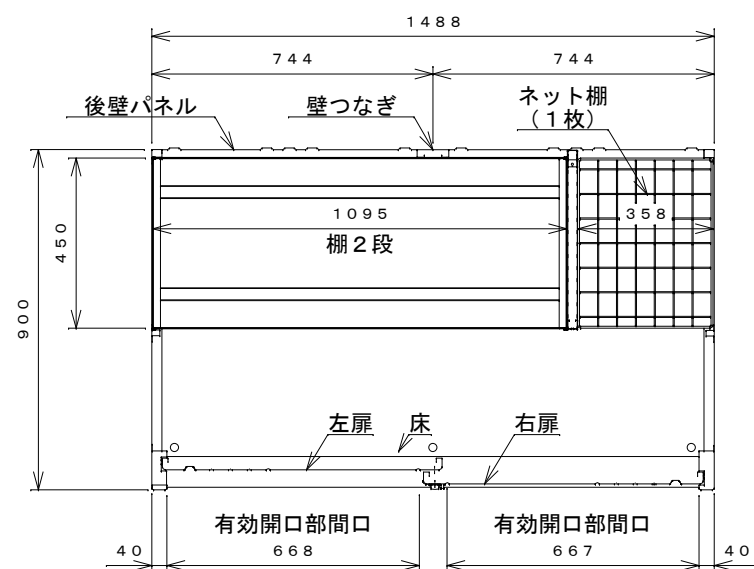 1488
744
744
後壁パネル
壁つなぎ
ネット棚
（1枚）
1095
358
棚２段
450
900
左扉
床
右扉
有効開口部間口
有効開口部間口
40
668
667
40